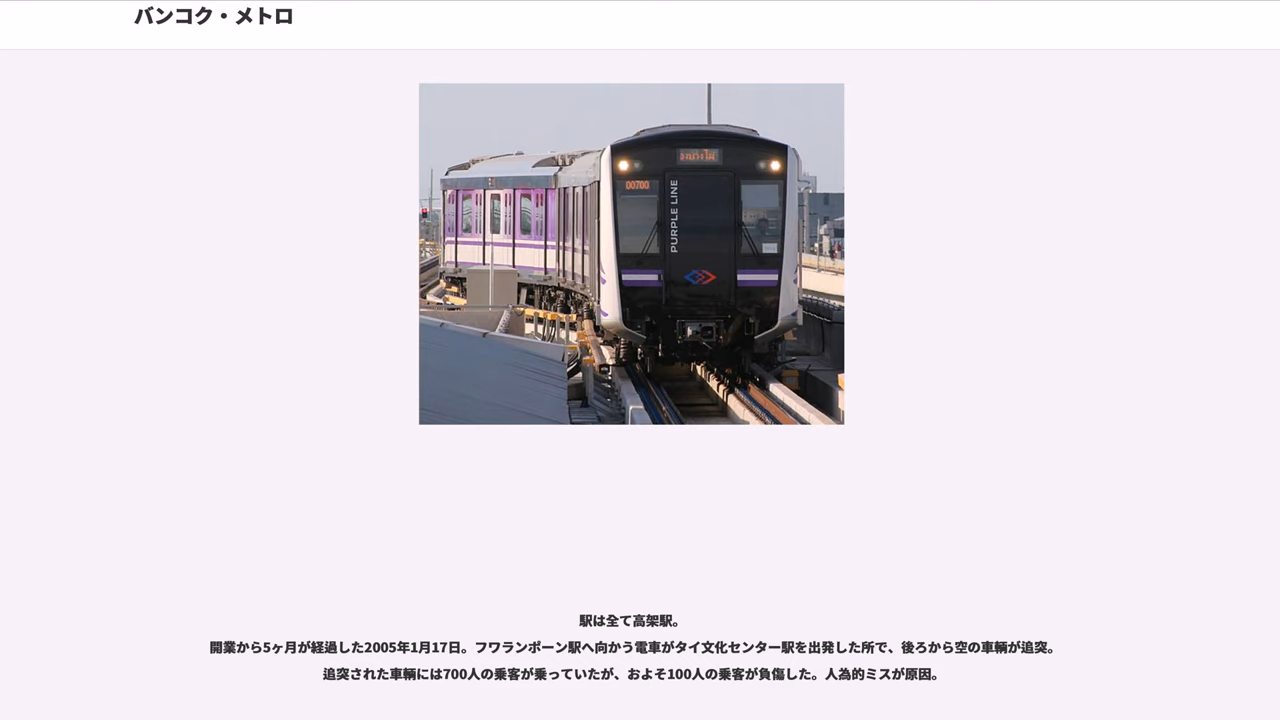 バンコク・メトロ
00700
PURPLE LINE
駅は全て高架駅。
開業から5ヶ月が経過した2005年1月17日。フワランポーン駅へ向かう電車がタイ文化センター駅を出発した所で、後ろから空の車輌が追突。
追突された車輌には700人の乗客が乗っていたが、およそ100人の乗客が負傷した。人為的ミスが原因。